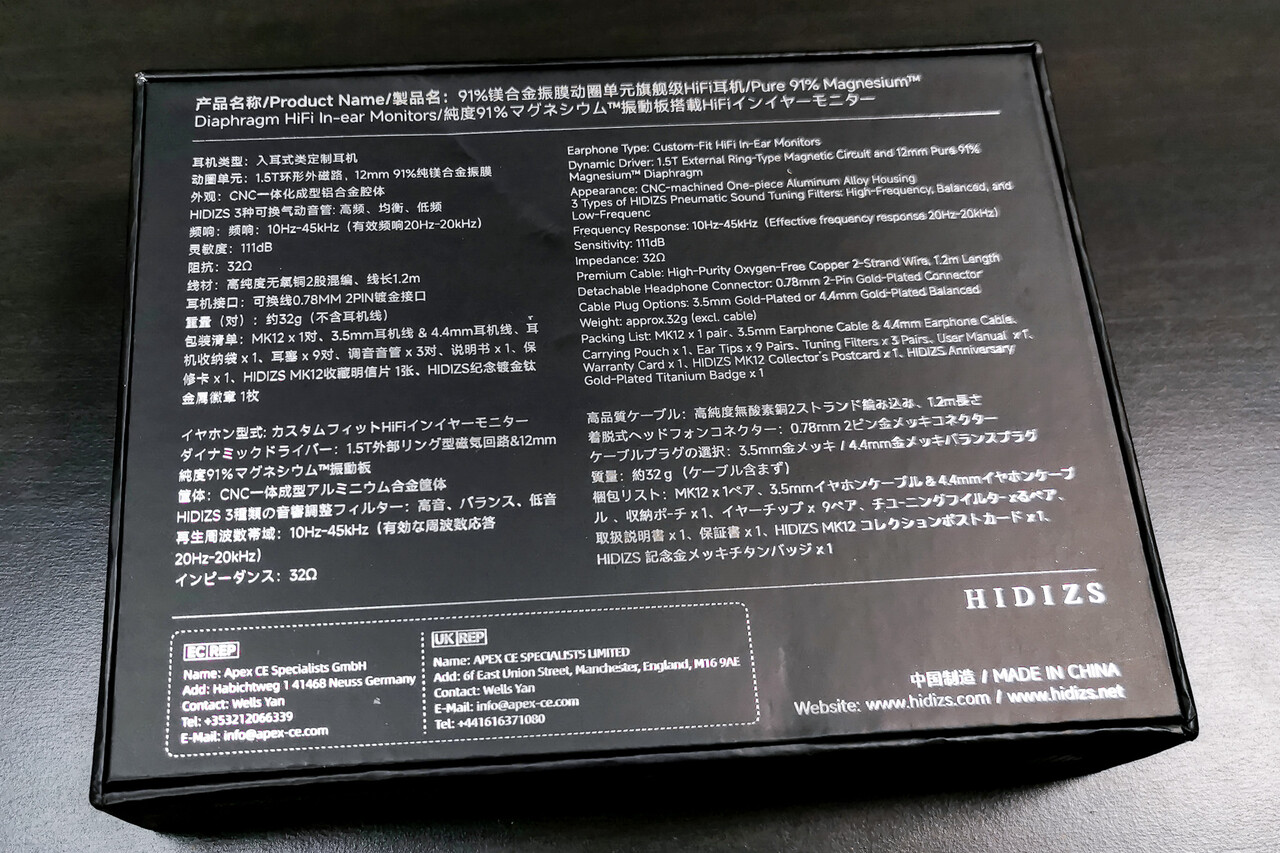 产品名称/Product Name/製品名：91%镁合金振膜动圈单元旗舰级HiFi耳机/Pure 91% Magnesium™
Diaphragm HiFi In-ear Monitors/純度91%マグネシウム™振動板搭載HiFiインイヤーモニター
耳机类型：入耳式类定制耳机
动圈单元：1.5T环形外磁路，12mm 91%纯镁合金振膜
外观：CNC一体化成型铝合金腔体
HIDIZS 3种可换气动音管: 高频、均衡、低频
频响：频响：10Hz-45kHz（有效频响20Hz-20kHz）
灵敏度：111dB
阻抗：32Ω
线材：高纯度无氧铜2股混编、线长1.2m
耳机接口：可换线0.78MM 2PIN镀金接口
重量（对）：约32g（不含耳机线）
包装清单：MK12 x 1对、3.5mm耳机线 & 4.4mm耳机线、耳
机收纳袋 x 1、耳塞 x 9对、调音音管 x 3对、说明书 x 1、保
修卡 x 1、HIDIZS MK12收藏明信片 1张、HIDIZS纪念镀金钛
金属徽章 1枚
Earphone Type: Custom-Fit HiFi In-Ear Monitors
Dynamic Driver: 1.5T External Ring-Type Magnetic Circuit and 12mm Pure 91%
Magnesium™ Diaphragm
Appearance: CNC-machined One-piece Aluminum Alloy Housing
3 Types of HIDIZS Pneumatic Sound Tuning Filters: High-Frequency, Balanced, and
Low-Frequenc
Frequency Response: 10Hz-45kHz（Effective frequency response 20Hz-20kHz）
Sensitivity: 111dB
Impedance: 32Ω
Premium Cable: High-Purity Oxygen-Free Copper 2-Strand Wire, 1.2m Length
Detachable Headphone Connector: 0.78mm 2-Pin Gold-Plated Connector
Cable Plug Options: 3.5mm Gold-Plated or 4.4mm Gold-Plated Balanced
Weight: approx.32g (excl. cable)
Packing List: MK12 x 1 pair、3.5mm Earphone Cable & 4.4mm Earphone Cable、
Carrying Pouch x 1、Ear Tips x 9 Pairs、Tuning Filters x 3 Pairs、User Manual x 1、
Warranty Card x 1、HIDIZS MK12 Collector's Postcard x 1、HIDIZS Anniversary
Gold-Plated Titanium Badge x 1
イヤホン型式: カスタムフィットHiFiインイヤーモニター
ダイナミックドライバー：1.5T外部リング型磁気回路&12mm
純度91%マグネシウム™振動板
筐体：CNC一体成型アルミニウム合金筐体
HIDIZS 3種類の音響調整フィルター：高音、バランス、低音
再生周波数帯域：10Hz-45kHz（有効な周波数応答
20Hz-20kHz）
インピーダンス：32Ω
高品質ケーブル：高純度無酸素銅2ストランド編み込み、1.2m長さ
着脱式ヘッドフォンコネクター：0.78mm 2ピン金メッキコネクター
ケーブルプラグの選択：3.5mm金メッキ / 4.4mm金メッキバランスプラグ
質量：約32g（ケーブル含まず）
梱包リスト：MK12 x 1ペア、3.5mmイヤホンケーブル & 4.4mmイヤホンケーブ
ル 、収納ポーチ x 1、イヤーチップ x 9ペア、チューニングフィルター x3ペア、
取扱説明書 x 1、保証書 x 1、HIDIZS MK12 コレクションポストカード x 1、
HIDIZS 記念金メッキチタンバッジ x 1
HIDIZS
EC REP
Name: Apex CE Specialists GmbH
Add: Habichtweg 1 41468 Neuss Germany
Contact: Wells Yan
Tel: +353212066339
E-Mail: info@apex-ce.com
UK REP
Name: APEX CE SPECIALISTS LIMITED
Add: 6f East Union Street, Manchester, England, M16 9AE
Contact: Wells Yan
E-Mail: info@apex-ce.com
Tel: +441616371080
中国制造 / MADE IN CHINA
Website: www.hidizs.com / www.hidizs.net